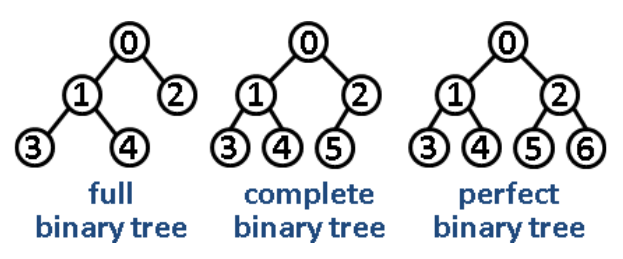 0 0 0
1 2 1 2 1 2
3 4 3 4 5 3 4 5 6
full complete perfect
binary tree binary tree binary tree